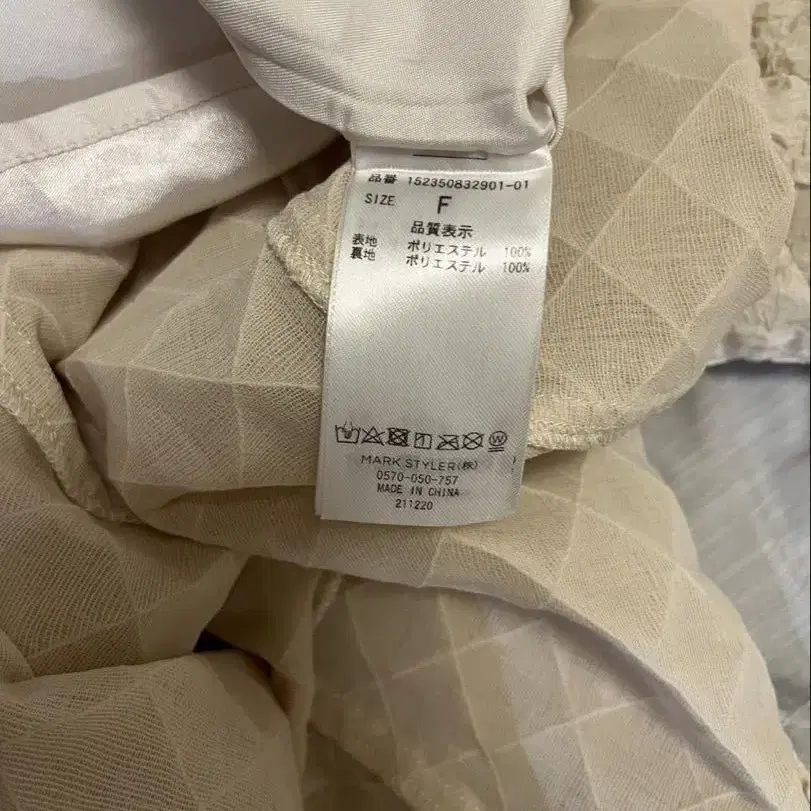 品番 152350832901-01
SIZE F
品質表示
表地 ポリエステル 100%
裏地 ポリエステル 100%
MARK STYLER(株)
0570-050-757
MADE IN CHINA
211220